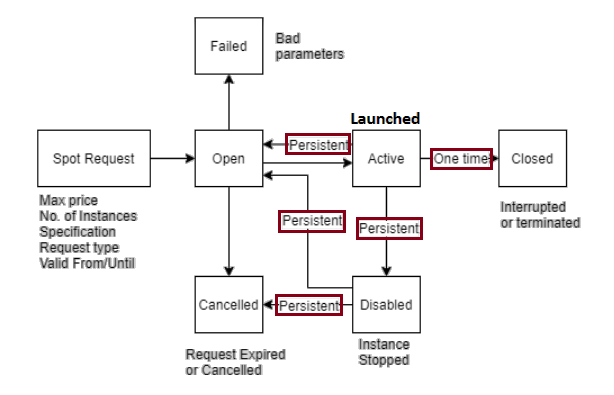 Failed
Bad
parameters
Launched
Spot Request
Open
Persistent
Active
One time
Closed
Max price
No. of Instances
Specification
Request type
Valid From/Until
Persistent
Persistent
Interrupted
or terminated
Cancelled
Persistent
Disabled
Request Expired
or Cancelled
Instance
Stopped